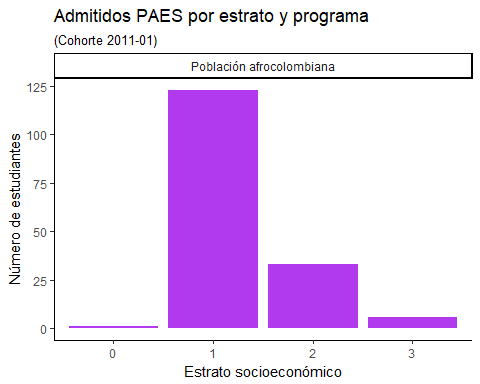 Admitidos PAES por estrato y programa
(Cohorte 2011-01)
Población afrocolombiana
125
100
75
50
25
0
Número de estudiantes
0 1 2 3
Estrato socioeconómico